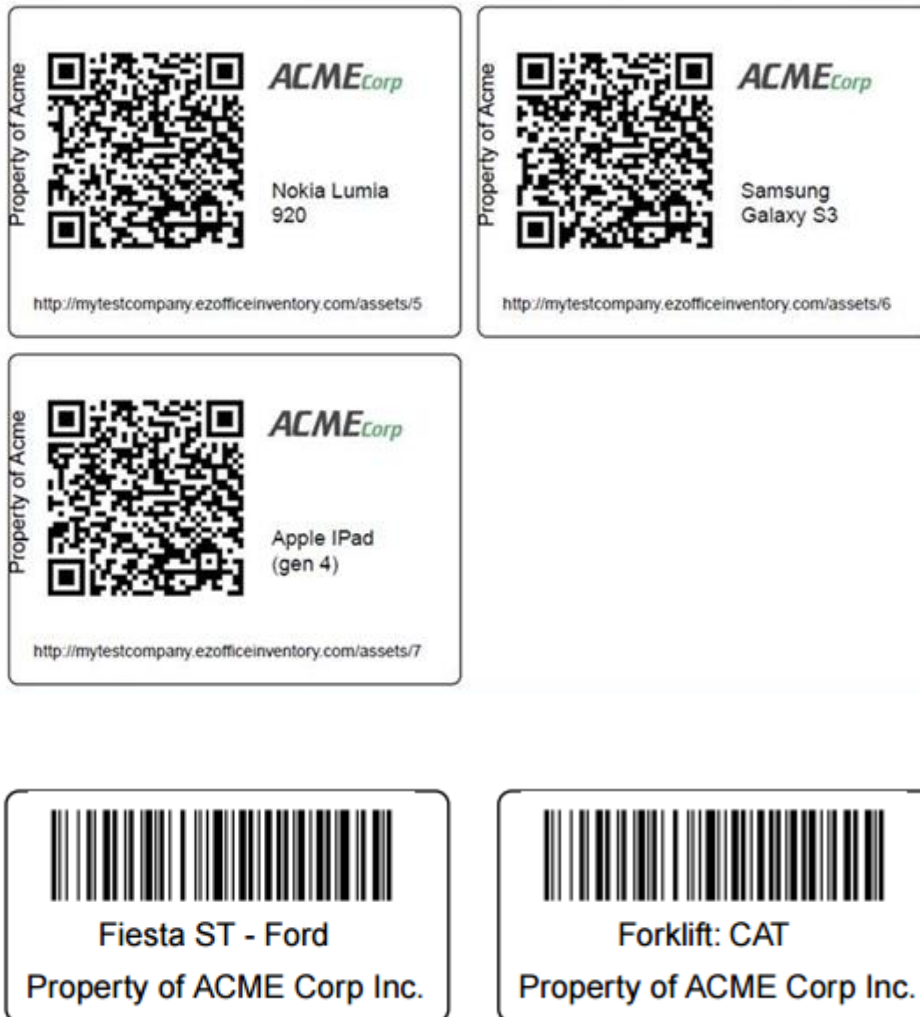 Property of Acme
ACMECorp
Nokia Lumia
920
http://mytestcompany.ezofficeinventory.com/assets/5
Property of Acme
ACMECorp
Samsung
Galaxy S3
http://mytestcompany.ezofficeinventory.com/assets/6
Property of Acme
ACMECorp
Apple IPad
(gen 4)
http://mytestcompany.ezofficeinventory.com/assets/7
Fiesta ST - Ford
Property of ACME Corp Inc.
Forklift: CAT
Property of ACME Corp Inc.